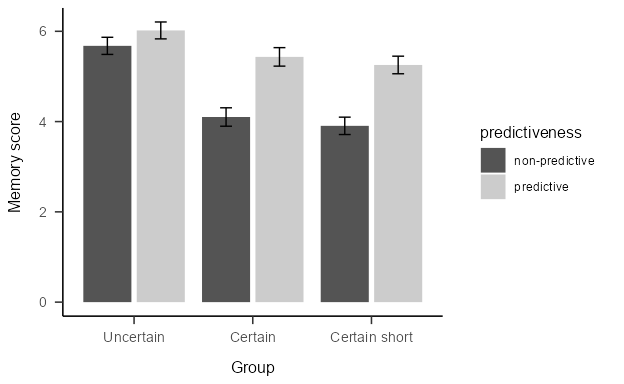 6
4
2
0
Memory score
Uncertain
Certain
Certain short
Group
predictiveness
non-predictive
predictive